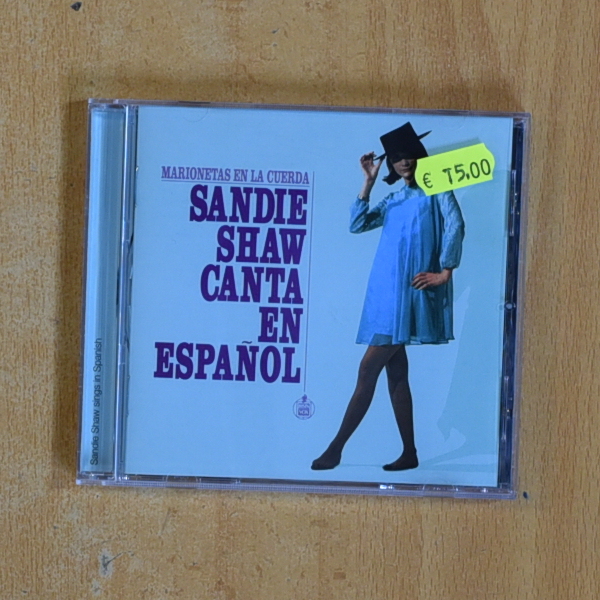 MARIONETAS EN LA CUERDA
SANDIE
SHAW
CANTA
EN
ESPAÑOL
€ 15.00
Sandie Shaw sings in Spanish